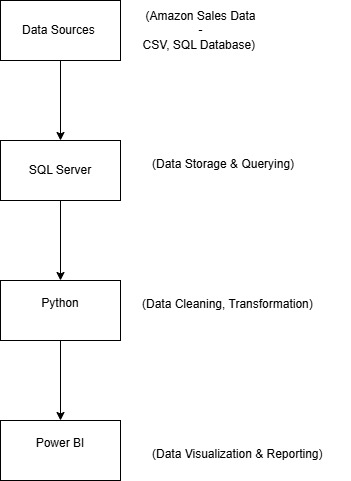 Data Sources
(Amazon Sales Data
-
CSV, SQL Database)
SQL Server
(Data Storage & Querying)
Python
(Data Cleaning, Transformation)
Power BI
(Data Visualization & Reporting)